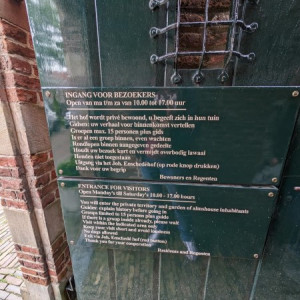 INGANG VOOR BEZOEKERS
Open van ma t/m za van 10.00 tot 17.00 uur
Het hof wordt privé bewoond, u begeeft zich in hun tuin
Gidsen: uw verhaal voor binnenkomst vertellen
Groepen max. 15 personen plus gids
Is er al een groep binnen, even wachten
Rondlopen binnen aangegeven gedeelte
Houdt uw bezoek kort en vermijdt overbodig lawaai
Honden niet toegestaan
Uitgang via het Joh. Enschedéhof (op rode knop drukken)
Dank voor uw begrip
Bewoners en Regenten
ENTRANCE FOR VISITORS
Open Monday's till Saturday's 10.00 - 17.00 hours
You will enter the private territory and garden of almshouse inhabitants
Guides: explain history before going in
Groups limited to 15 persons plus guide
If there is a group inside already, please wait
Visit within the indicated area only
Keep your visit short and avoid loudness
No dogs allowed
Exit via Joh. Enschedé hof (red button)
Thank you for your cooperation
Residents and Regenten